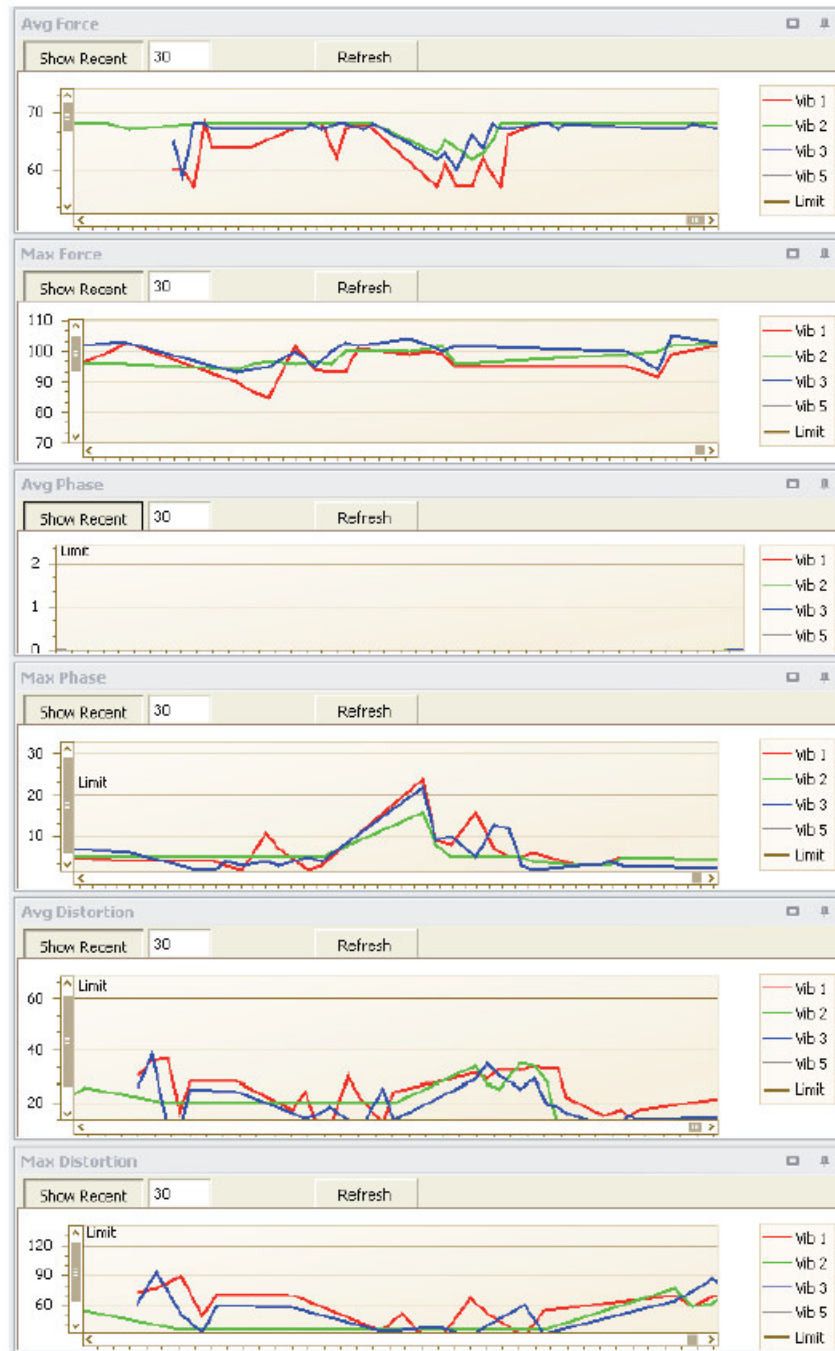 Avg Force
Show Recent 30 Refresh
70
60
Vib 1
Vib 2
Vib 3
Vib 5
Limit
Max Force
Show Recent 30 Refresh
110
100
90
80
70
Vib 1
Vib 2
Vib 3
Vib 5
Limit
Avg Phase
Show Recent 30 Refresh
Limit
2
1
0
Vib 1
Vib 2
Vib 3
Vib 5
Max Phase
Show Recent 30 Refresh
30
Limit
20
10
Vib 1
Vib 2
Vib 3
Vib 5
Limit
Avg Distortion
Show Recent 30 Refresh
Limit
60
40
20
Vib 1
Vib 2
Vib 3
Vib 5
Limit
Max Distortion
Show Recent 30 Refresh
Limit
120
90
60
Vib 1
Vib 2
Vib 3
Vib 5
Limit